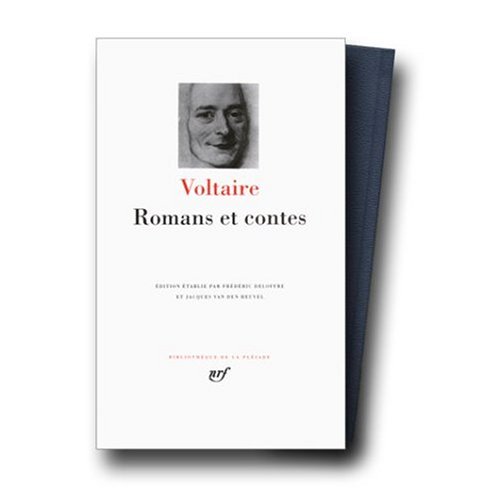 Voltaire
Romans et contes
ÉDITION ÉTABLIE PAR FRÉDÉRIC DELOFFRE
ET JACQUES VAN DEN HEUVEL
BIBLIOTHÈQUE DE LA PLÉIADE
nrf